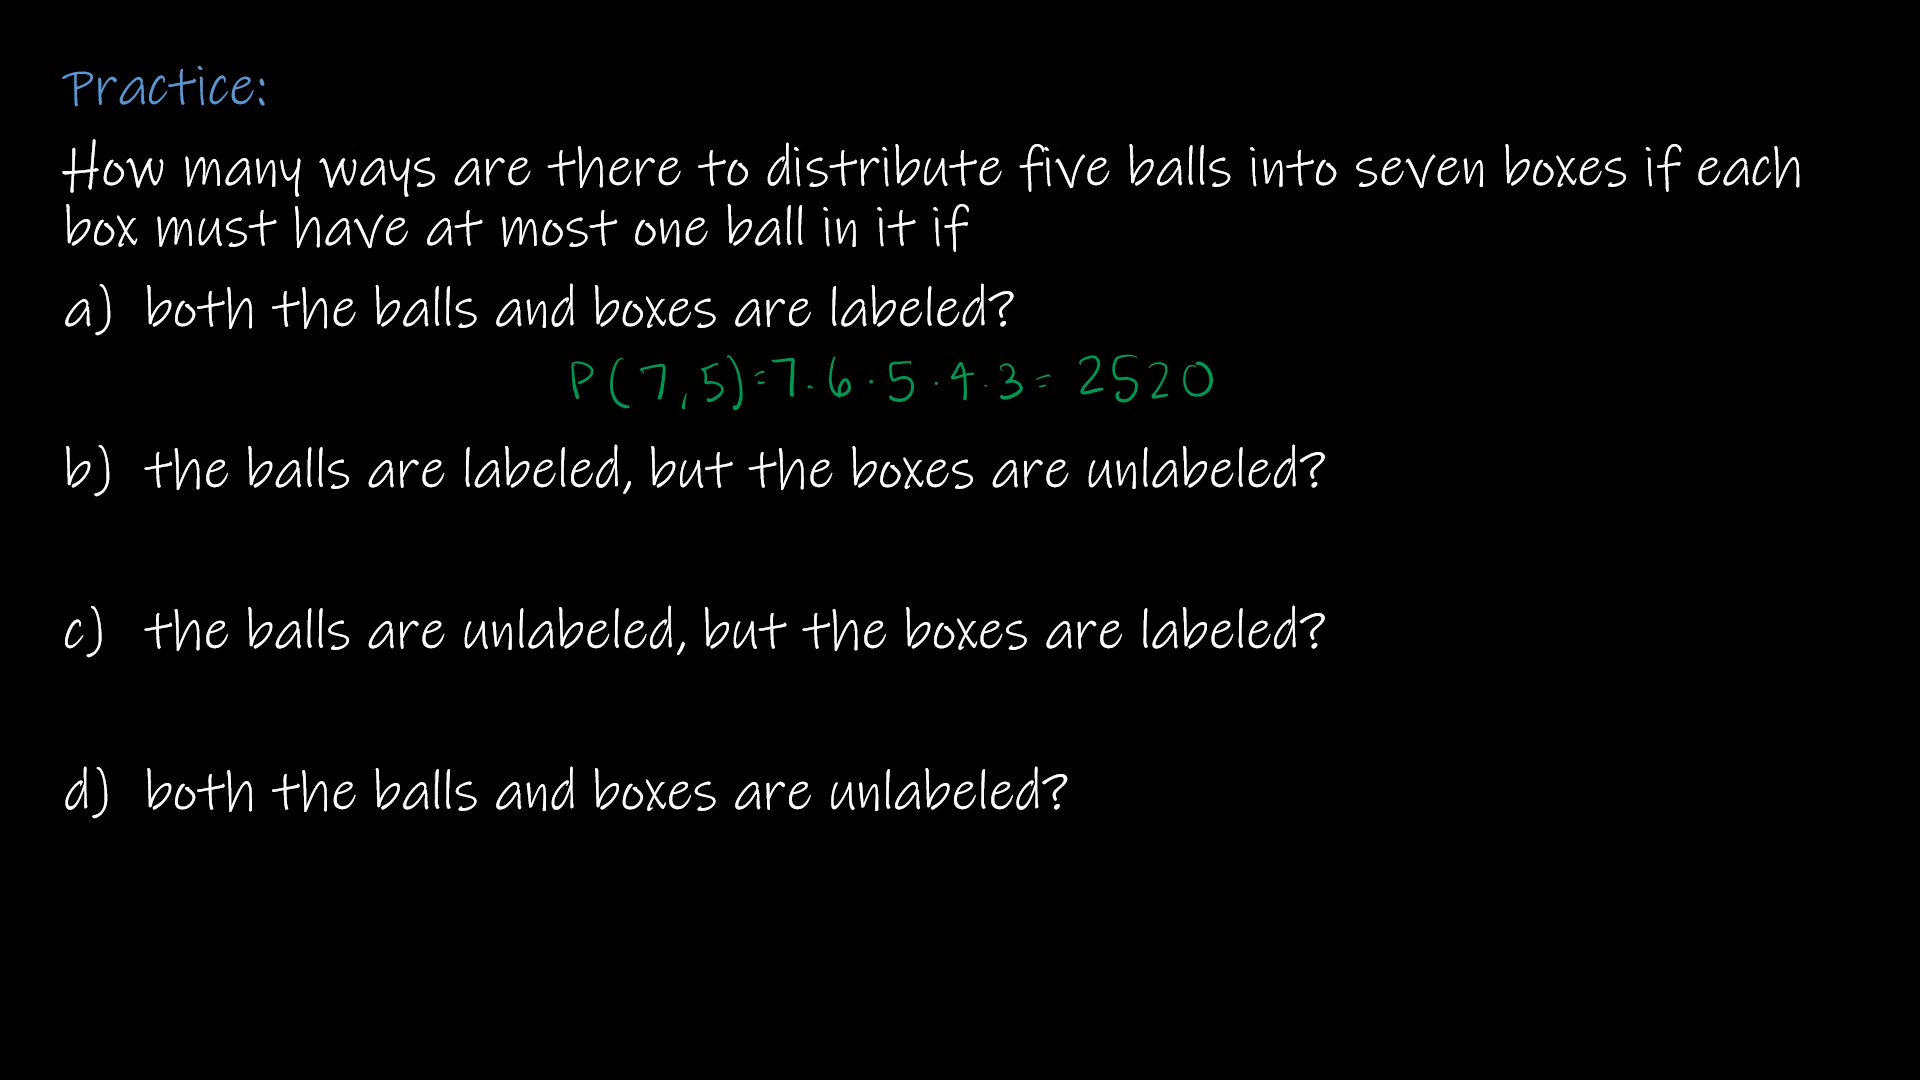 Practice:
How many ways are there to distribute five balls into seven boxes if each
box must have at most one ball in it if
a) both the balls and boxes are labeled?
P(7,5)=7.6.5.4.3= 2520
b) the balls are labeled, but the boxes are unlabeled?
c) the balls are unlabeled, but the boxes are labeled?
d) both the balls and boxes are unlabeled?